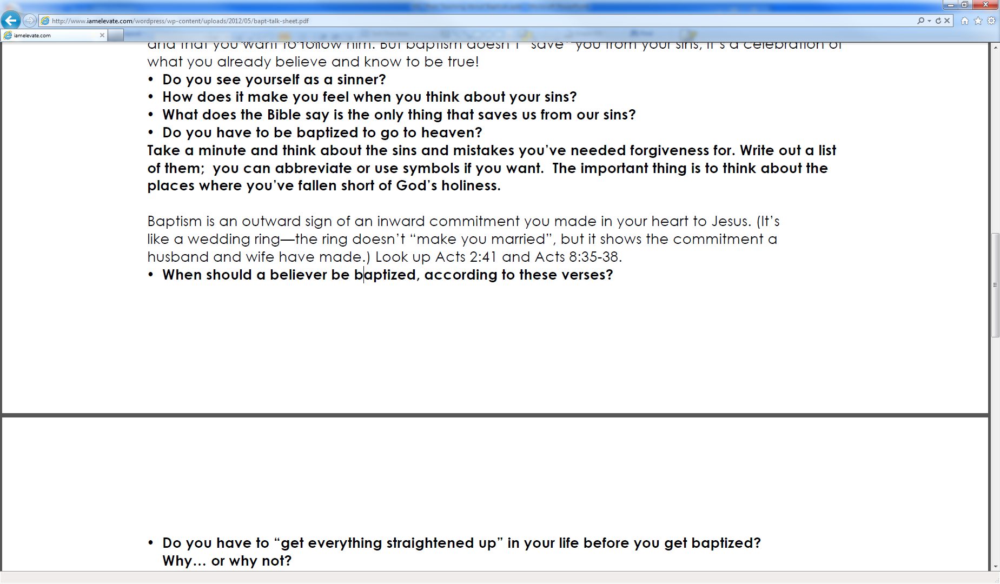 http://www.iamelevate.com/wordpress/wp-content/uploads/2012/05/bapt-talk-sheet.pdf
iamelevate.com
and that you want to follow him. But baptism doesn't "save" you from your sins, it's a celebration of
what you already believe and know to be true!
• Do you see yourself as a sinner?
• How does it make you feel when you think about your sins?
• What does the Bible say is the only thing that saves us from our sins?
• Do you have to be baptized to go to heaven?
Take a minute and think about the sins and mistakes you've needed forgiveness for. Write out a list
of them;  you can abbreviate or use symbols if you want.  The important thing is to think about the
places where you've fallen short of God's holiness.
Baptism is an outward sign of an inward commitment you made in your heart to Jesus. (It's
like a wedding ring—the ring doesn't “make you married”, but it shows the commitment a
husband and wife have made.) Look up Acts 2:41 and Acts 8:35-38.
• When should a believer be baptized, according to these verses?
• Do you have to “get everything straightened up” in your life before you get baptized?
Why… or why not?